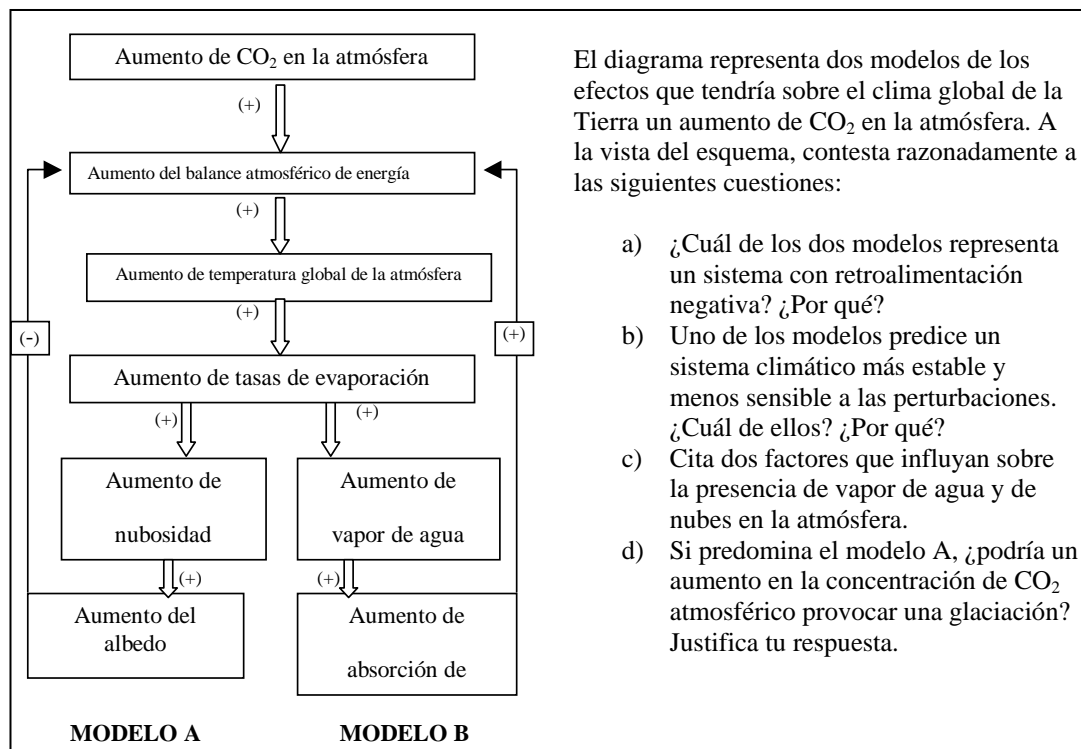 Aumento de CO₂ en la atmósfera
(+)
Aumento del balance atmosférico de energía
(+)
Aumento de temperatura global de la atmósfera
(+)
(-)
(+)
Aumento de tasas de evaporación
(+)
(+)
Aumento de
nubosidad
Aumento de
vapor de agua
(+)
(+)
Aumento del
albedo
Aumento de
absorción de
MODELO A
MODELO B
El diagrama representa dos modelos de los
efectos que tendría sobre el clima global de la
Tierra un aumento de CO₂ en la atmósfera. A
la vista del esquema, contesta razonadamente a
las siguientes cuestiones:
a) ¿Cuál de los dos modelos representa
un sistema con retroalimentación
negativa? ¿Por qué?
b) Uno de los modelos predice un
sistema climático más estable y
menos sensible a las perturbaciones.
¿Cuál de ellos? ¿Por qué?
c) Cita dos factores que influyan sobre
la presencia de vapor de agua y de
nubes en la atmósfera.
d) Si predomina el modelo A, ¿podría un
aumento en la concentración de CO₂
atmosférico provocar una glaciación?
Justifica tu respuesta.